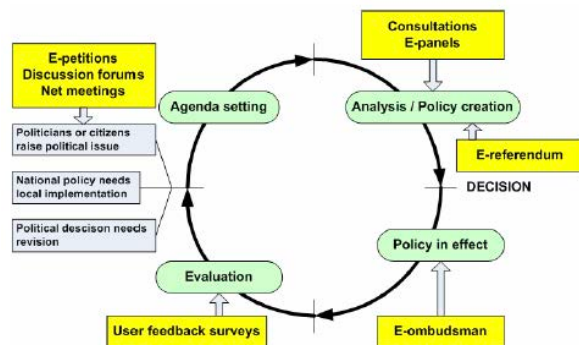 Consultations
E-panels
E-petitions
Discussion forums
Net meetings
Agenda setting
Analysis / Policy creation
Politicians or citizens
raise political issue
E-referendum
National policy needs
local implementation
DECISION
Political descison needs
revision
Policy in effect
Evaluation
User feedback surveys
E-ombudsman